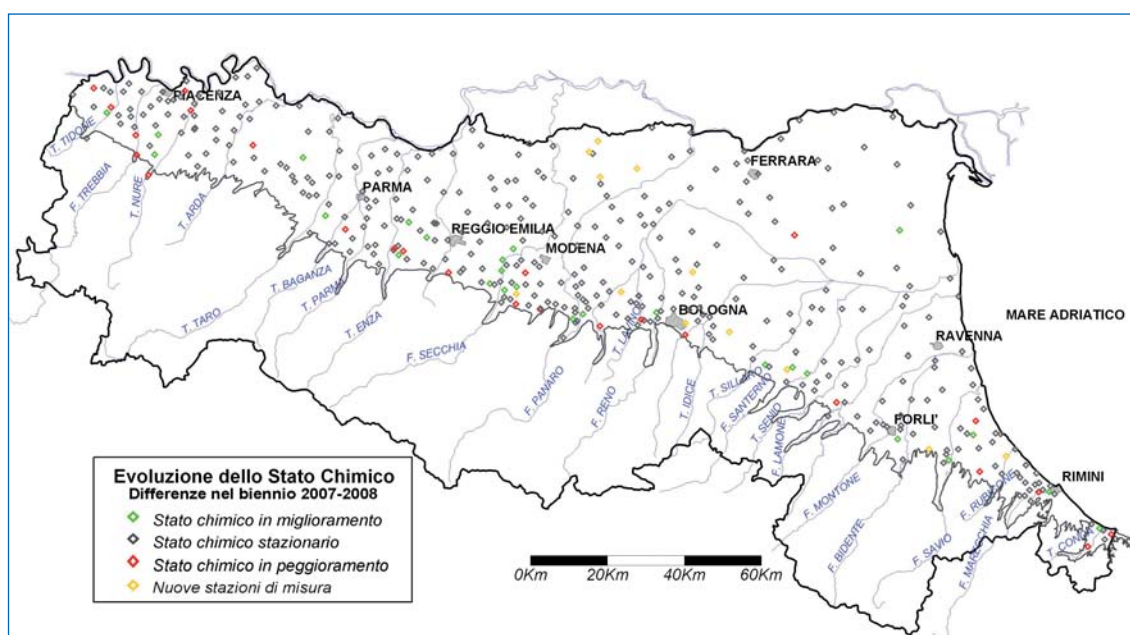 PIACENZA
T. TIDONE
F. TREBBIA
T. NURE
T. ARDA
PARMA
FERRARA
REGGIO EMILIA
MODENA
T. BAGANZA
T. PARMA
T. TARO
T. ENZA
F. SECCHIA
BOLOGNA
MARE ADRIATICO
RAVENNA
F. PANARO
F. RENO
T. IDICE
T. SILLARO
F. SANTERNO
T. SENIO
F. LAMONE
FORLI'
F. MONTONE
F. BIDENTE
F. SAVIO
F. RUBICONE
F. MARECCHIA
RIMINI
T. CONCA
Evoluzione dello Stato Chimico
Differenze nel biennio 2007-2008
Stato chimico in miglioramento
Stato chimico stazionario
Stato chimico in peggioramento
Nuove stazioni di misura
0Km 20Km 40Km 60Km